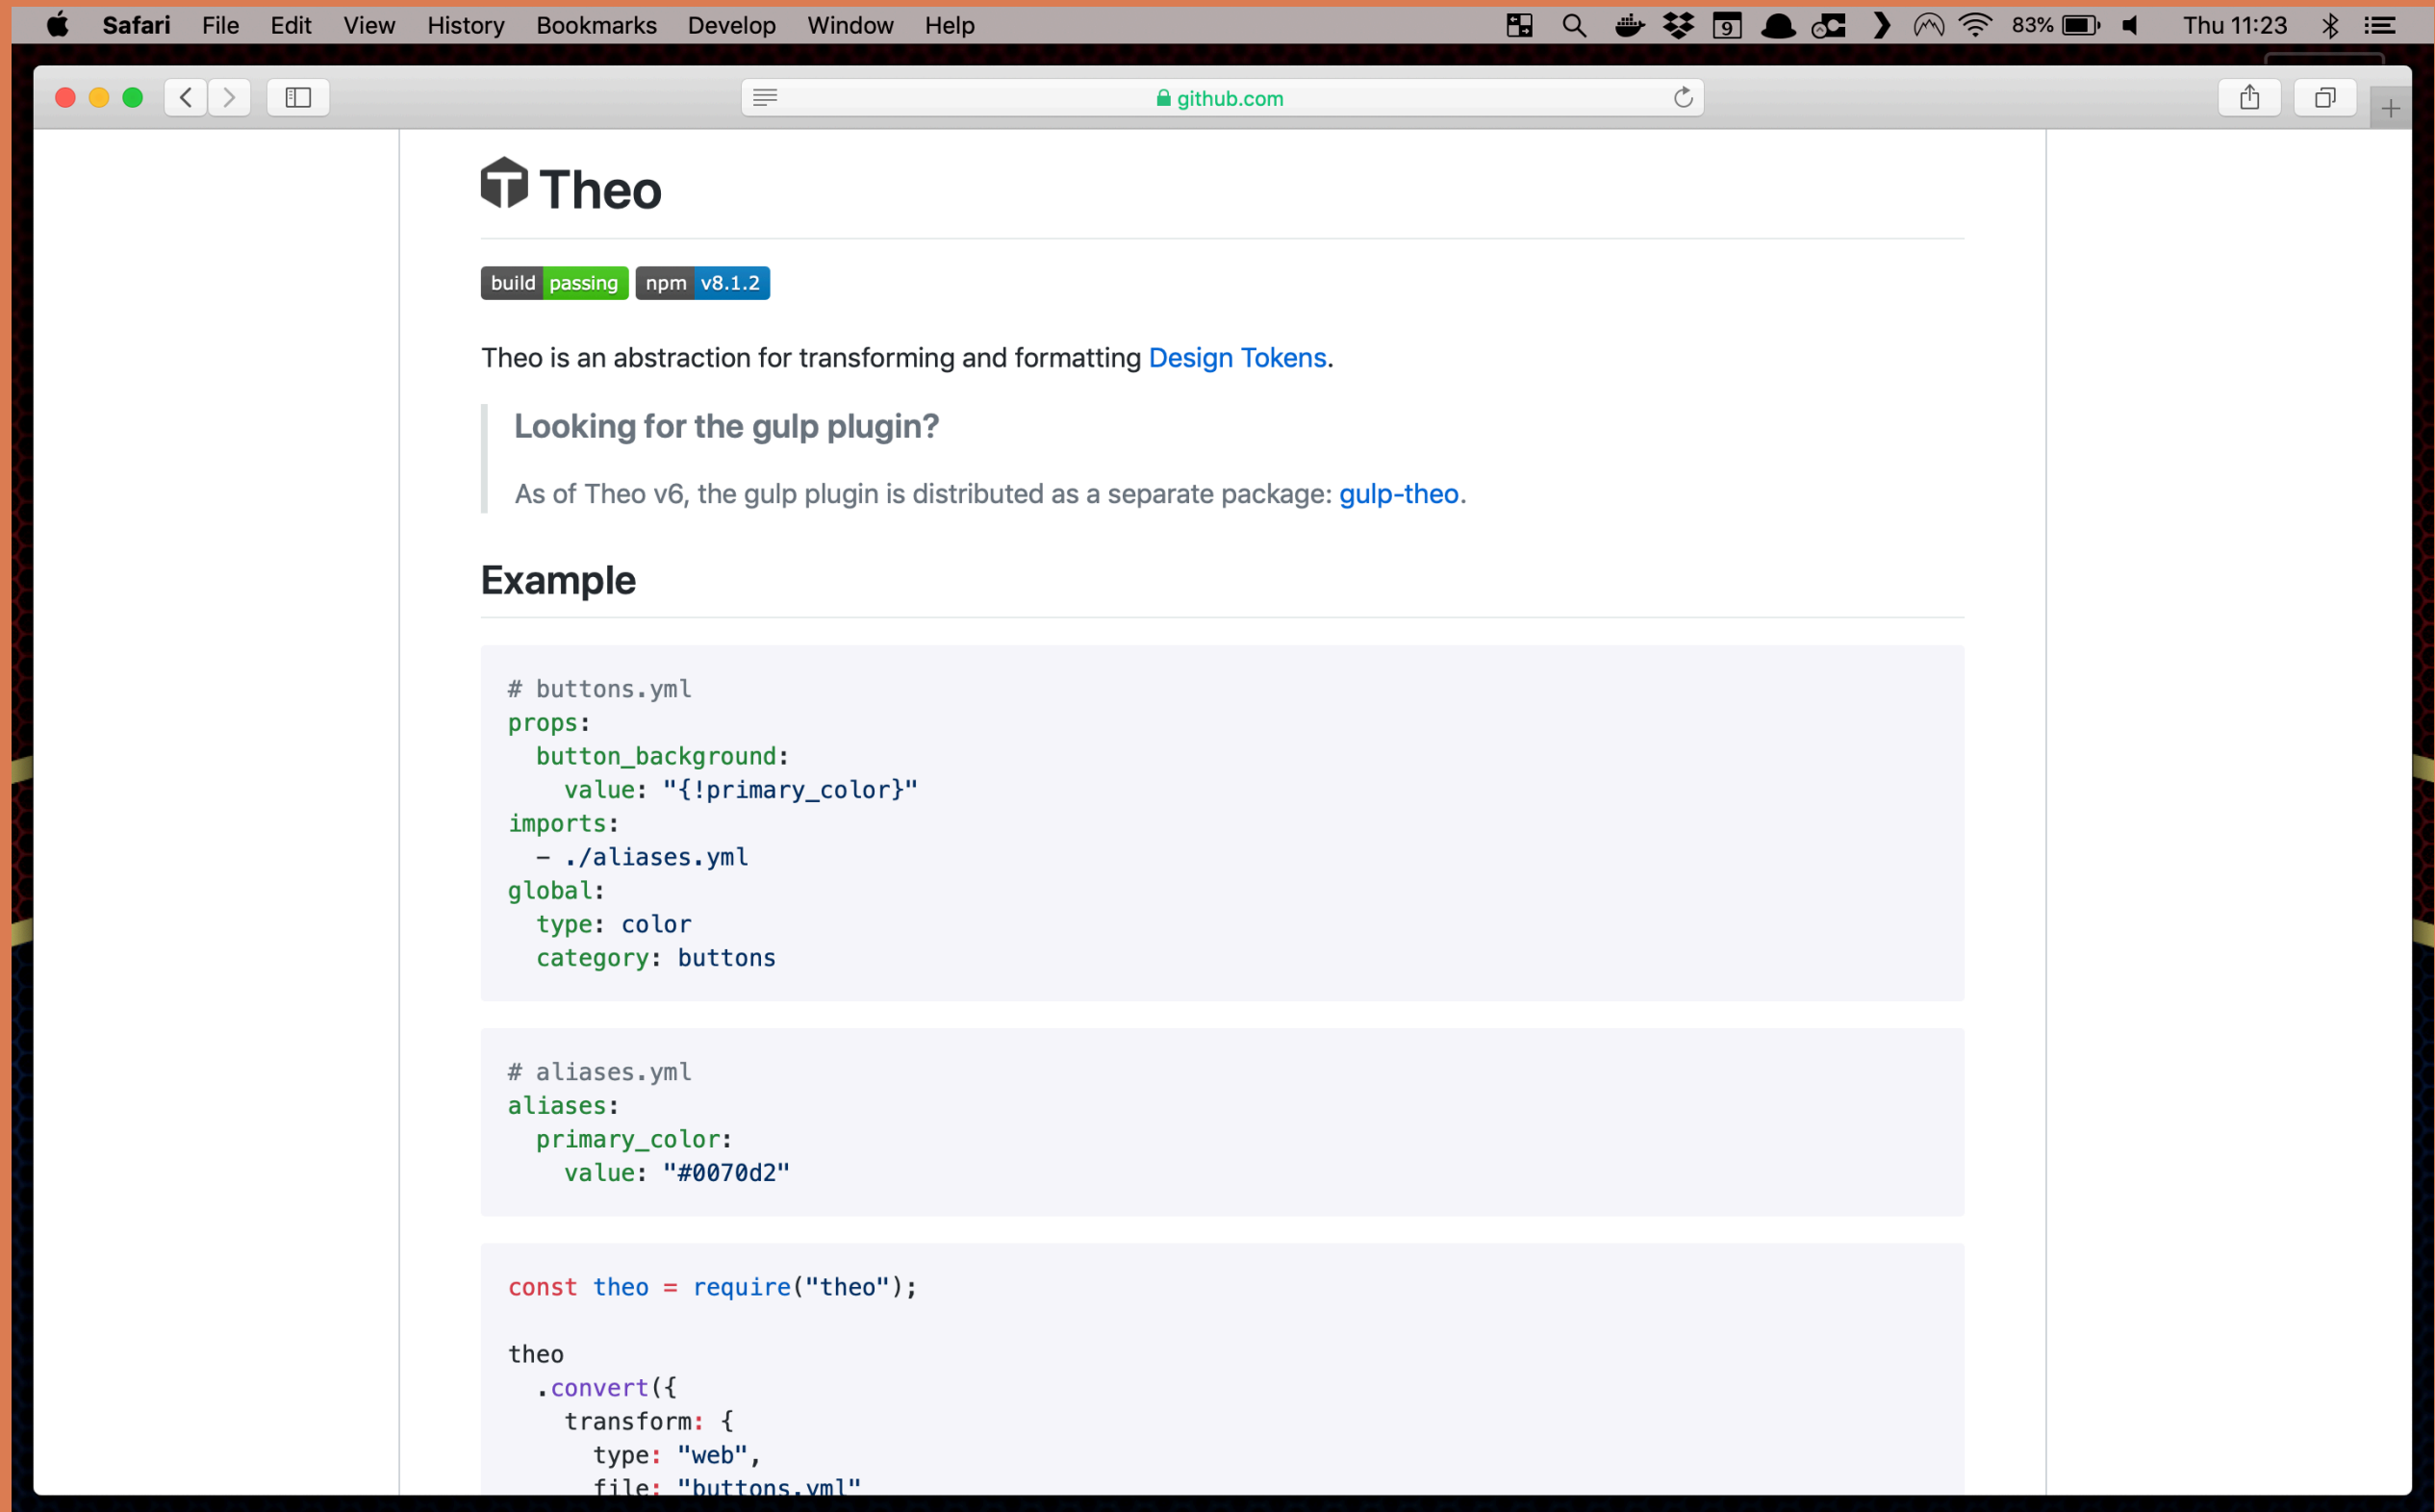 Safari File Edit View History Bookmarks Develop Window Help 9 83% Thu 11:23
github.com
Theo
build passing npm v8.1.2
Theo is an abstraction for transforming and formatting Design Tokens.
Looking for the gulp plugin?
As of Theo v6, the gulp plugin is distributed as a separate package: gulp-theo.
Example
# buttons.yml
props:
  button_background:
    value: "{!primary_color}"
imports:
  - ./aliases.yml
global:
  type: color
  category: buttons
# aliases.yml
aliases:
  primary_color:
    value: "#0070d2"
const theo = require("theo");
theo
  .convert({
    transform: {
      type: "web",
      file: "buttons.yml"